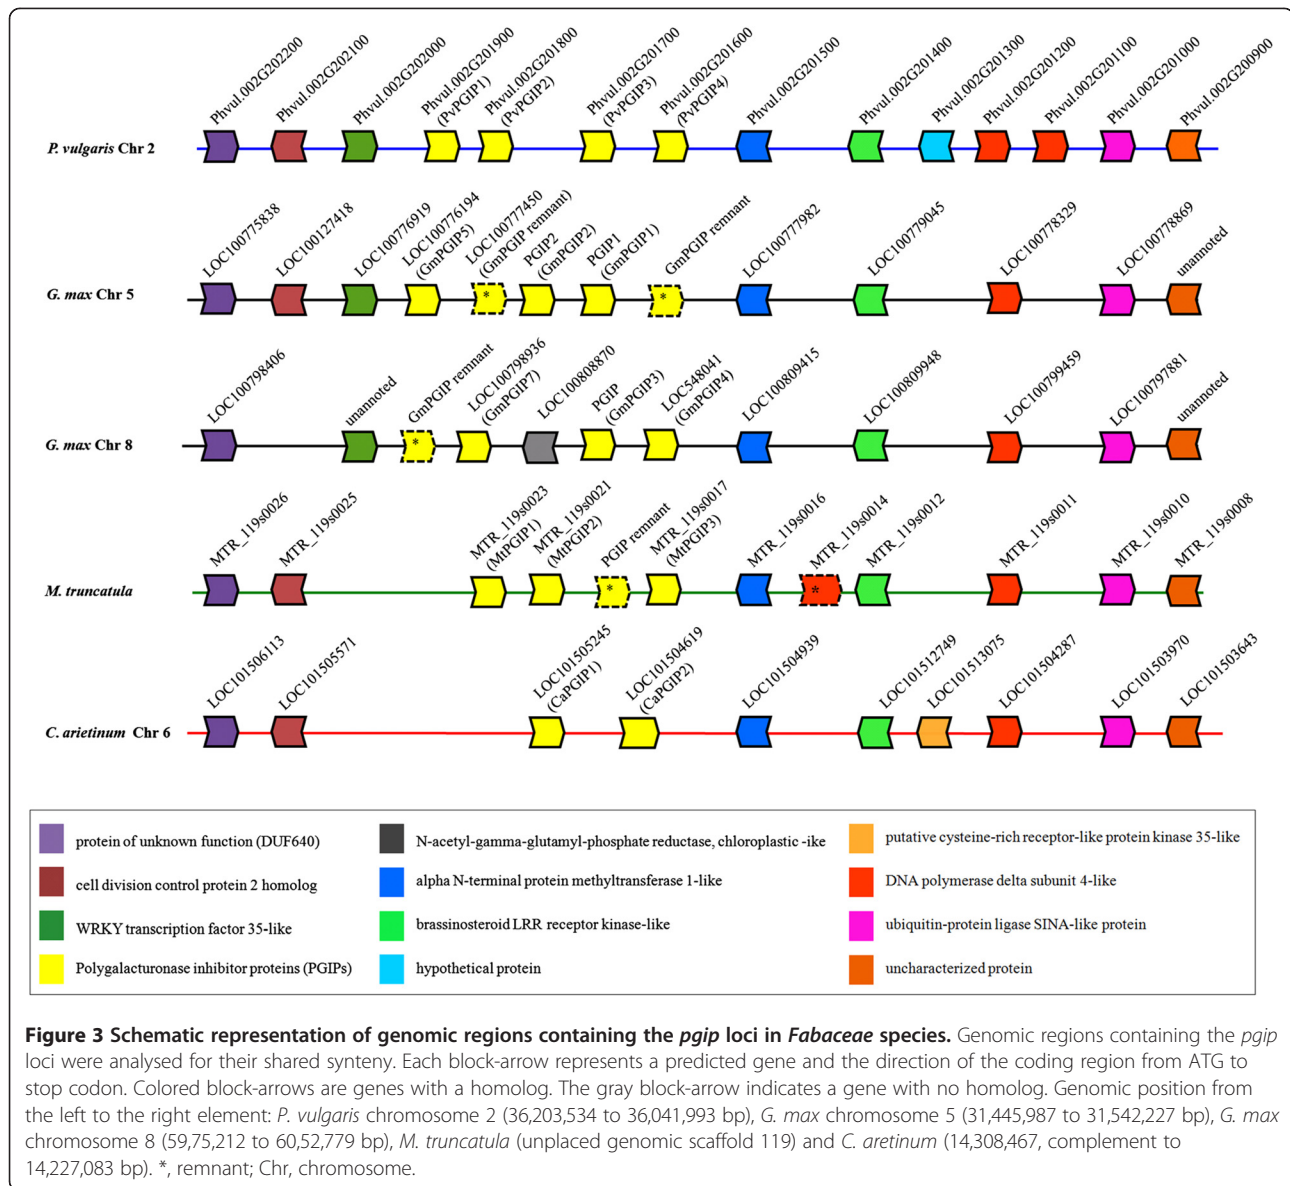 Phvul.002G202200
Phvul.002G202100
Phvul.002G202000
Phvul.002G201900
(PvPGIP1)
Phvul.002G201800
(PvPGIP2)
Phvul.002G201700
(PvPGIP3)
Phvul.002G201600
(PvPGIP4)
Phvul.002G201500
Phvul.002G201400
Phvul.002G201300
Phvul.002G201200
Phvul.002G201100
Phvul.002G201000
Phvul.002G200900
P. vulgaris Chr 2
LOC100775838
LOC100127418
LOC100776919
LOC100776194
(GmPGIP5)
LOC100777450
(GmPGIP remnant)
PGIP2
(GmPGIP2)
PGIP1
(GmPGIP1)
GmPGIP remnant
LOC100777982
LOC100779045
LOC100778329
LOC100778869
unannoted
G. max Chr 5
*
*
LOC100798406
unannoted
GmPGIP remnant
LOC100798936
(GmPGIP7)
LOC100808870
PGIP
(GmPGIP3)
LOC548041
(GmPGIP4)
LOC100809415
LOC100809948
LOC100799459
LOC100797881
unannoted
G. max Chr 8
*
MTR_119s0026
MTR_119s0025
MTR_119s0023
(MtPGIP1)
MTR_119s0021
(MtPGIP2)
PGIP remnant
MTR_119s0017
(MtPGIP3)
MTR_119s0016
MTR_119s0014
MTR_119s0012
MTR_119s0011
MTR_119s0010
MTR_119s0008
M. truncatula
*
*
LOC101506113
LOC101505571
LOC101505245
(CaPGIP1)
LOC101504619
(CaPGIP2)
LOC101504939
LOC101512749
LOC101513075
LOC101504287
LOC101503970
LOC101503643
C. arietinum Chr 6
protein of unknown function (DUF640)
cell division control protein 2 homolog
WRKY transcription factor 35-like
Polygalacturonase inhibitor proteins (PGIPs)
N-acetyl-gamma-glutamyl-phosphate reductase, chloroplastic -ike
alpha N-terminal protein methyltransferase 1-like
brassinosteroid LRR receptor kinase-like
hypothetical protein
putative cysteine-rich receptor-like protein kinase 35-like
DNA polymerase delta subunit 4-like
ubiquitin-protein ligase SINA-like protein
uncharacterized protein
Figure 3 Schematic representation of genomic regions containing the pgip loci in Fabaceae species. Genomic regions containing the pgip
loci were analysed for their shared synteny. Each block-arrow represents a predicted gene and the direction of the coding region from ATG to
stop codon. Colored block-arrows are genes with a homolog. The gray block-arrow indicates a gene with no homolog. Genomic position from
the left to the right element: P. vulgaris chromosome 2 (36,203,534 to 36,041,993 bp), G. max chromosome 5 (31,445,987 to 31,542,227 bp), G. max
chromosome 8 (59,75,212 to 60,52,779 bp), M. truncatula (unplaced genomic scaffold 119) and C. aretinum (14,308,467, complement to
14,227,083 bp). *, remnant; Chr, chromosome.